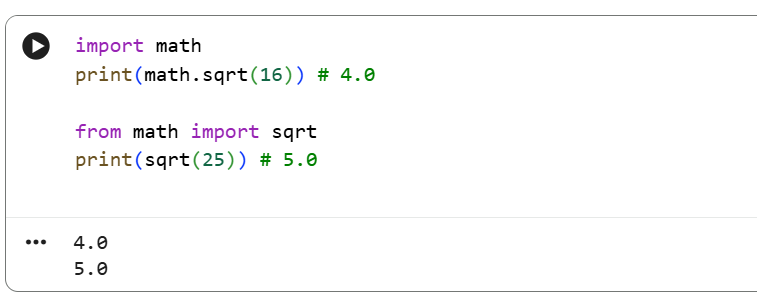 import math
print(math.sqrt(16)) # 4.0
from math import sqrt
print(sqrt(25)) # 5.0
4.0
5.0